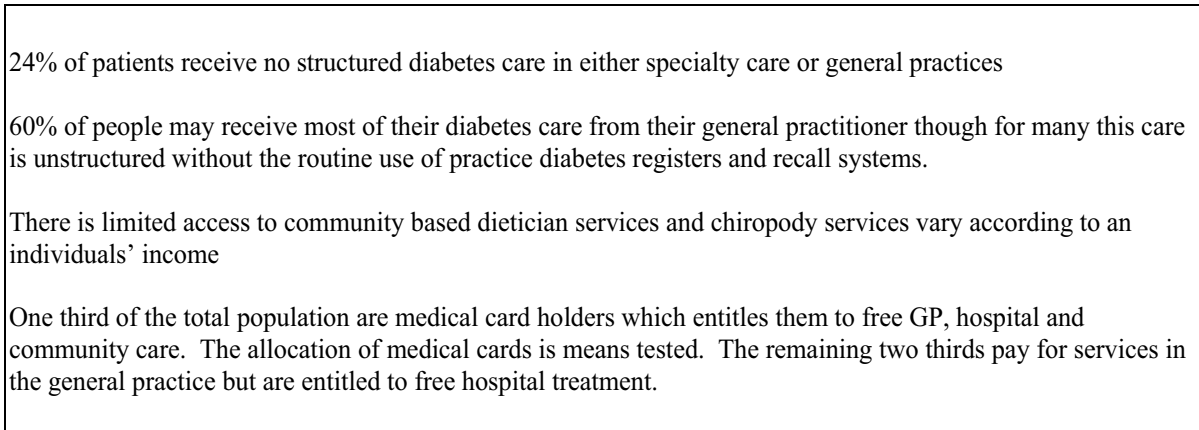 24% of patients receive no structured diabetes care in either specialty care or general practices
60% of people may receive most of their diabetes care from their general practitioner though for many this care
is unstructured without the routine use of practice diabetes registers and recall systems.
There is limited access to community based dietician services and chiropody services vary according to an
individuals’ income
One third of the total population are medical card holders which entitles them to free GP, hospital and
community care.  The allocation of medical cards is means tested.  The remaining two thirds pay for services in
the general practice but are entitled to free hospital treatment.